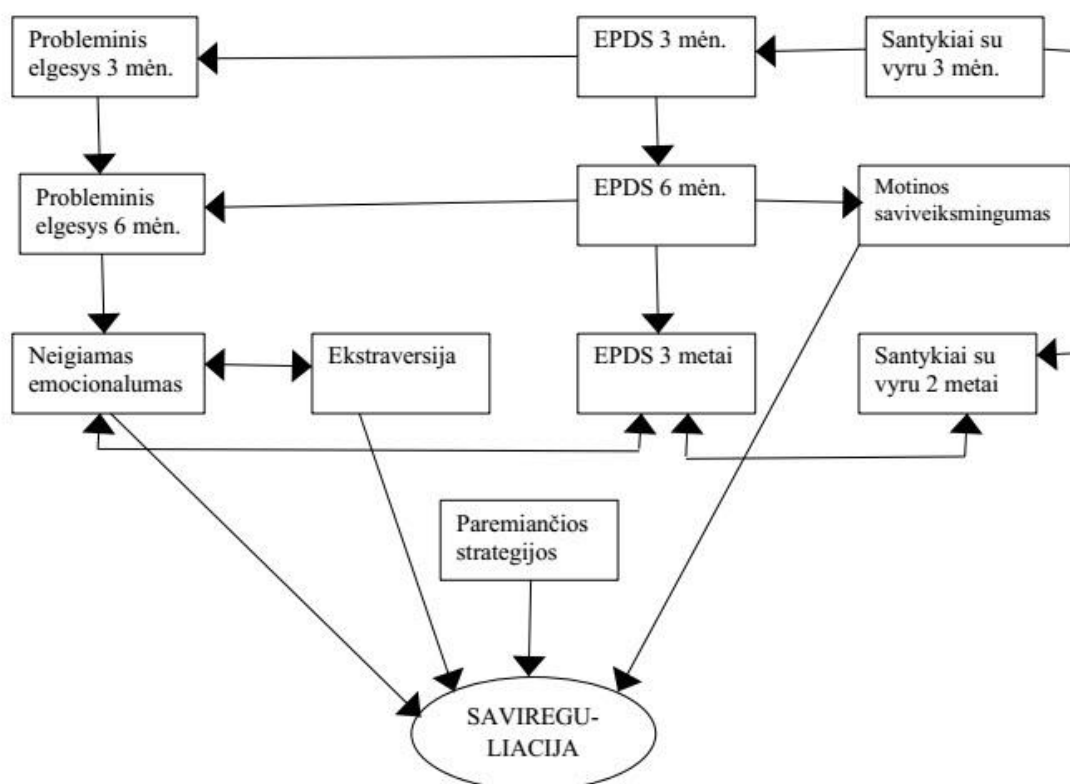 Probleminis
elgesys 3 mėn.
EPDS 3 mėn.
Santykiai su
vyru 3 mėn.
Probleminis
elgesys 6 mėn.
EPDS 6 mėn.
Motinos
saviveiksmingumas
Neigiamas
emocionalumas
Ekstraversija
EPDS 3 metai
Santykiai su
vyru 2 metai
Paremiančios
strategijos
SAVIREGU-
LIACIJA